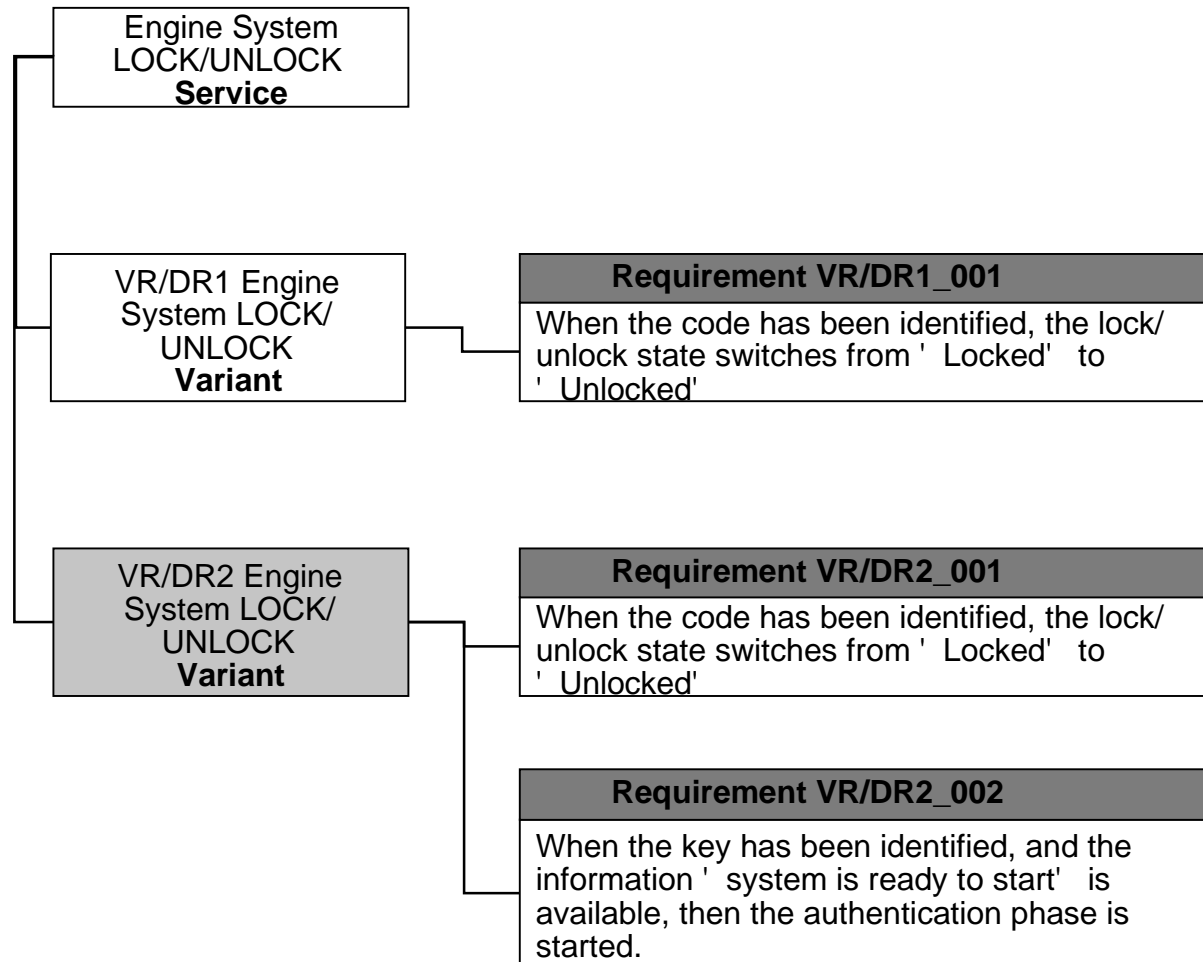 Engine System
LOCK/UNLOCK
Service
VR/DR1 Engine
System LOCK/
UNLOCK
Variant
Requirement VR/DR1_001
When the code has been identified, the lock/
unlock state switches from ' Locked' to
' Unlocked'
VR/DR2 Engine
System LOCK/
UNLOCK
Variant
Requirement VR/DR2_001
When the code has been identified, the lock/
unlock state switches from ' Locked' to
' Unlocked'
Requirement VR/DR2_002
When the key has been identified, and the
information ' system is ready to start' is
available, then the authentication phase is
started.